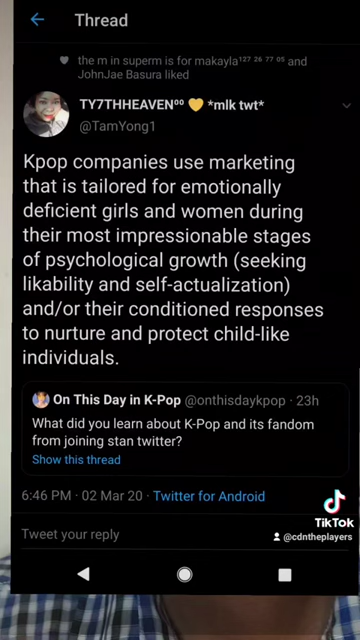 Thread
the m in superm is for makayla¹²⁷ ²⁶ ⁷⁷ ⁰⁵ and
JohnJae Basura liked
TY7THHEAVEN⁰⁰ 💛 *mlk twt*
@TamYong1
Kpop companies use marketing
that is tailored for emotionally
deficient girls and women during
their most impressionable stages
of psychological growth (seeking
likability and self-actualization)
and/or their conditioned responses
to nurture and protect child-like
individuals.
On This Day in K-Pop @onthisdaykpop · 23h
What did you learn about K-Pop and its fandom
from joining stan twitter?
Show this thread
6:46 PM · 02 Mar 20 · Twitter for Android
Tweet your reply
TikTok
@cdntheplayers